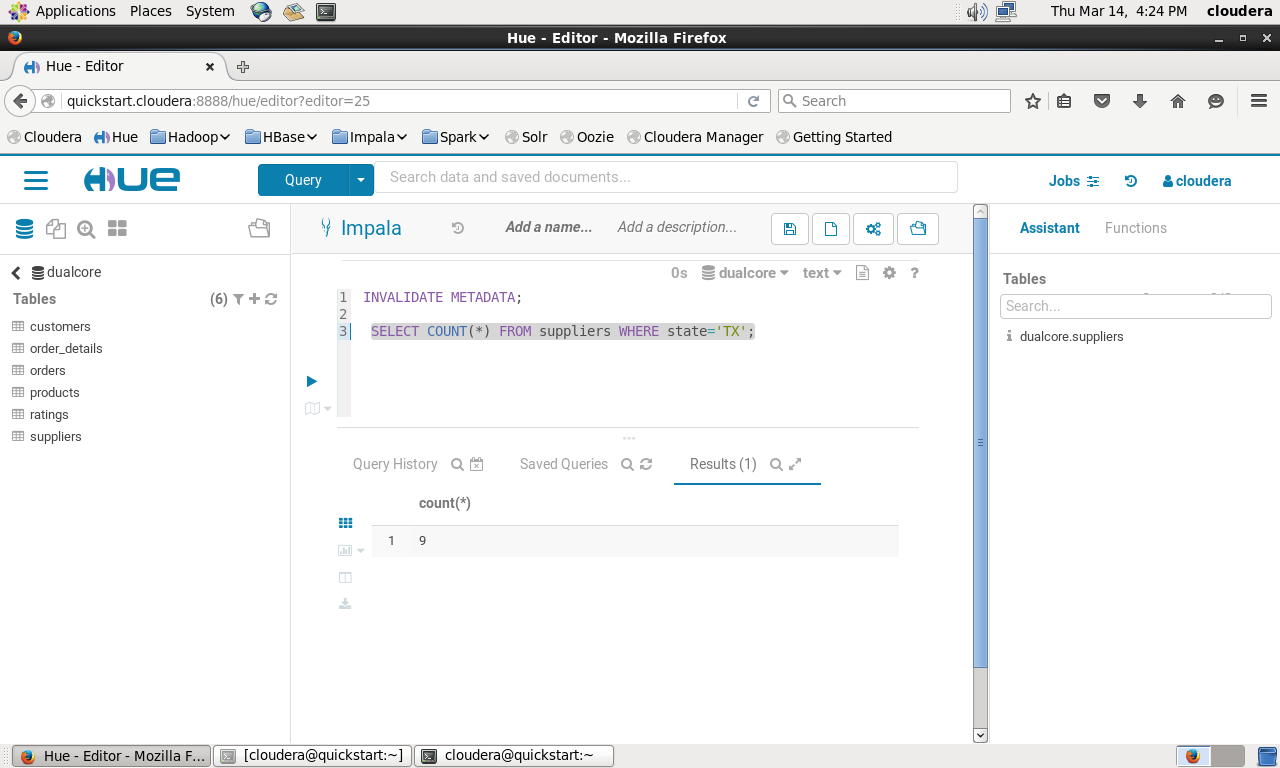 Applications Places System Thu Mar 14, 4:24 PM cloudera
Hue - Editor - Mozilla Firefox
Hue - Editor
quickstart.cloudera:8888/hue/editor?editor=25 Search
Cloudera Hue Hadoop HBase Impala Spark Solr Oozie Cloudera Manager Getting Started
HUE Query Search data and saved documents... Jobs cloudera
Impala Add a name... Add a description... Assistant Functions
dualcore 0s dualcore text ?
Tables
Tables (6)
Search...
1 INVALIDATE METADATA;
2
3 SELECT COUNT(*) FROM suppliers WHERE state='TX';
customers
order_details
orders
products
ratings
suppliers
dualcore.suppliers
Query History Saved Queries Results (1)
count(*)
1 9
Hue - Editor - Mozilla F... [cloudera@quickstart:~] cloudera@quickstart:~